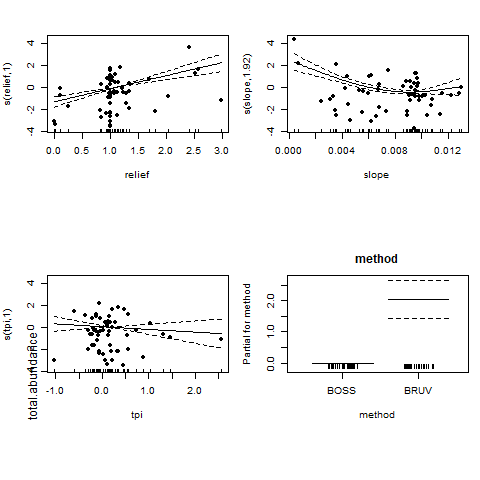 s(relief,1)
4
2
0
-2
-4
0.0 0.5 1.0 1.5 2.0 2.5 3.0
relief
s(slope,1.92)
4
2
0
-2
-4
0.000 0.004 0.008 0.012
slope
s(tpi,1)
total.abundance
4
2
0
-2
-4
-1.0 0.0 1.0 2.0
tpi
method
Partial for method
2.0
1.0
0.0
BOSS BRUV
method